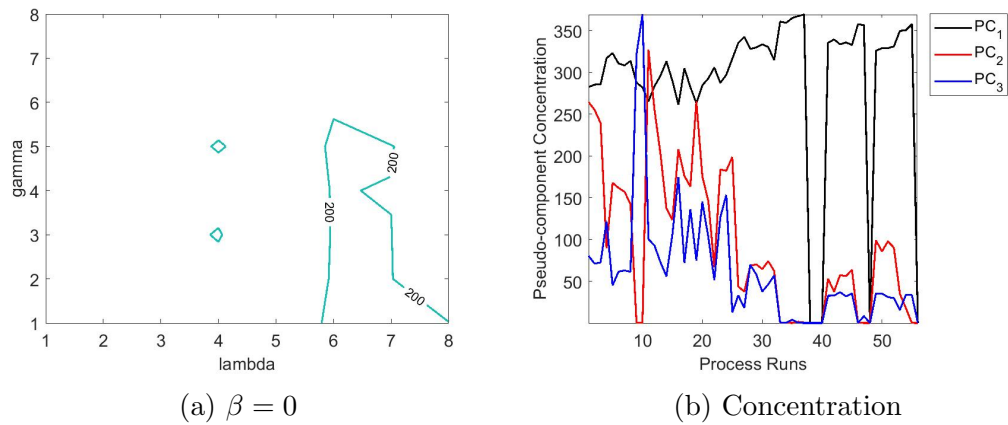 8
7
6
5
4
3
2
1
gamma
1 2 3 4 5 6 7 8
lambda
200
200
200
(a) β = 0
350
300
250
200
150
100
50
Pseudo-component Concentration
10 20 30 40 50
Process Runs
PC₁
PC₂
PC₃
(b) Concentration